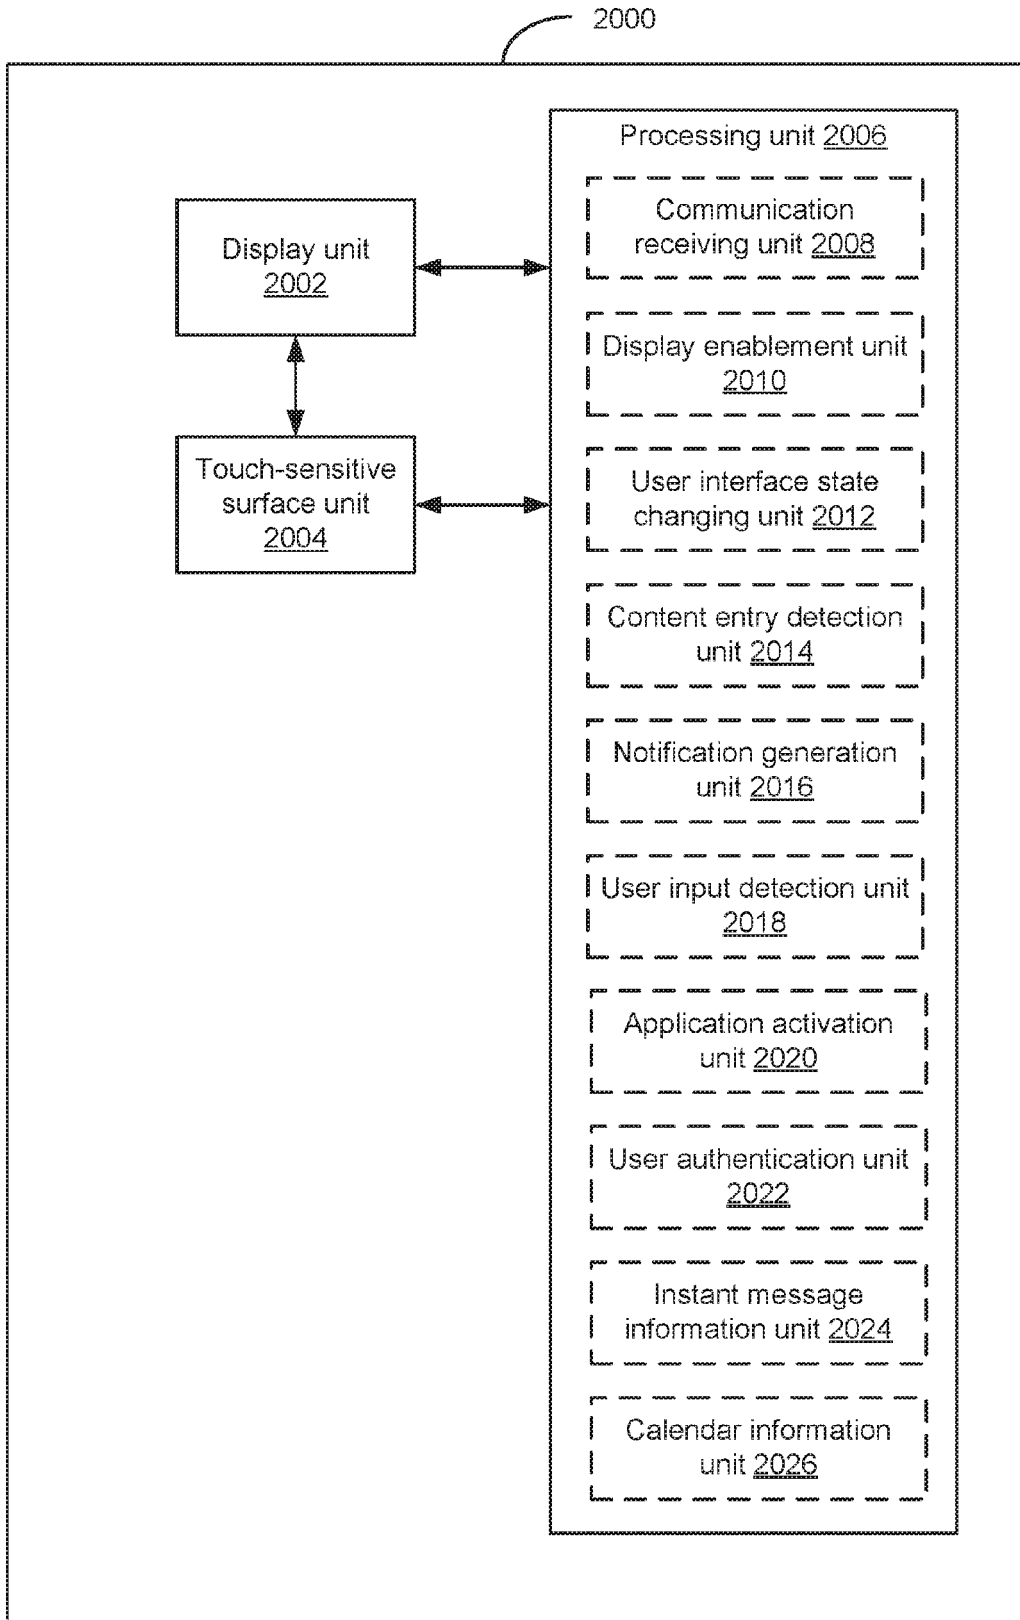 2000
Processing unit 2006
Communication
receiving unit 2008
Display unit
2002
Display enablement unit
2010
Touch-sensitive
surface unit
2004
User interface state
changing unit 2012
Content entry detection
unit 2014
Notification generation
unit 2016
User input detection unit
2018
Application activation
unit 2020
User authentication unit
2022
Instant message
information unit 2024
Calendar information
unit 2026